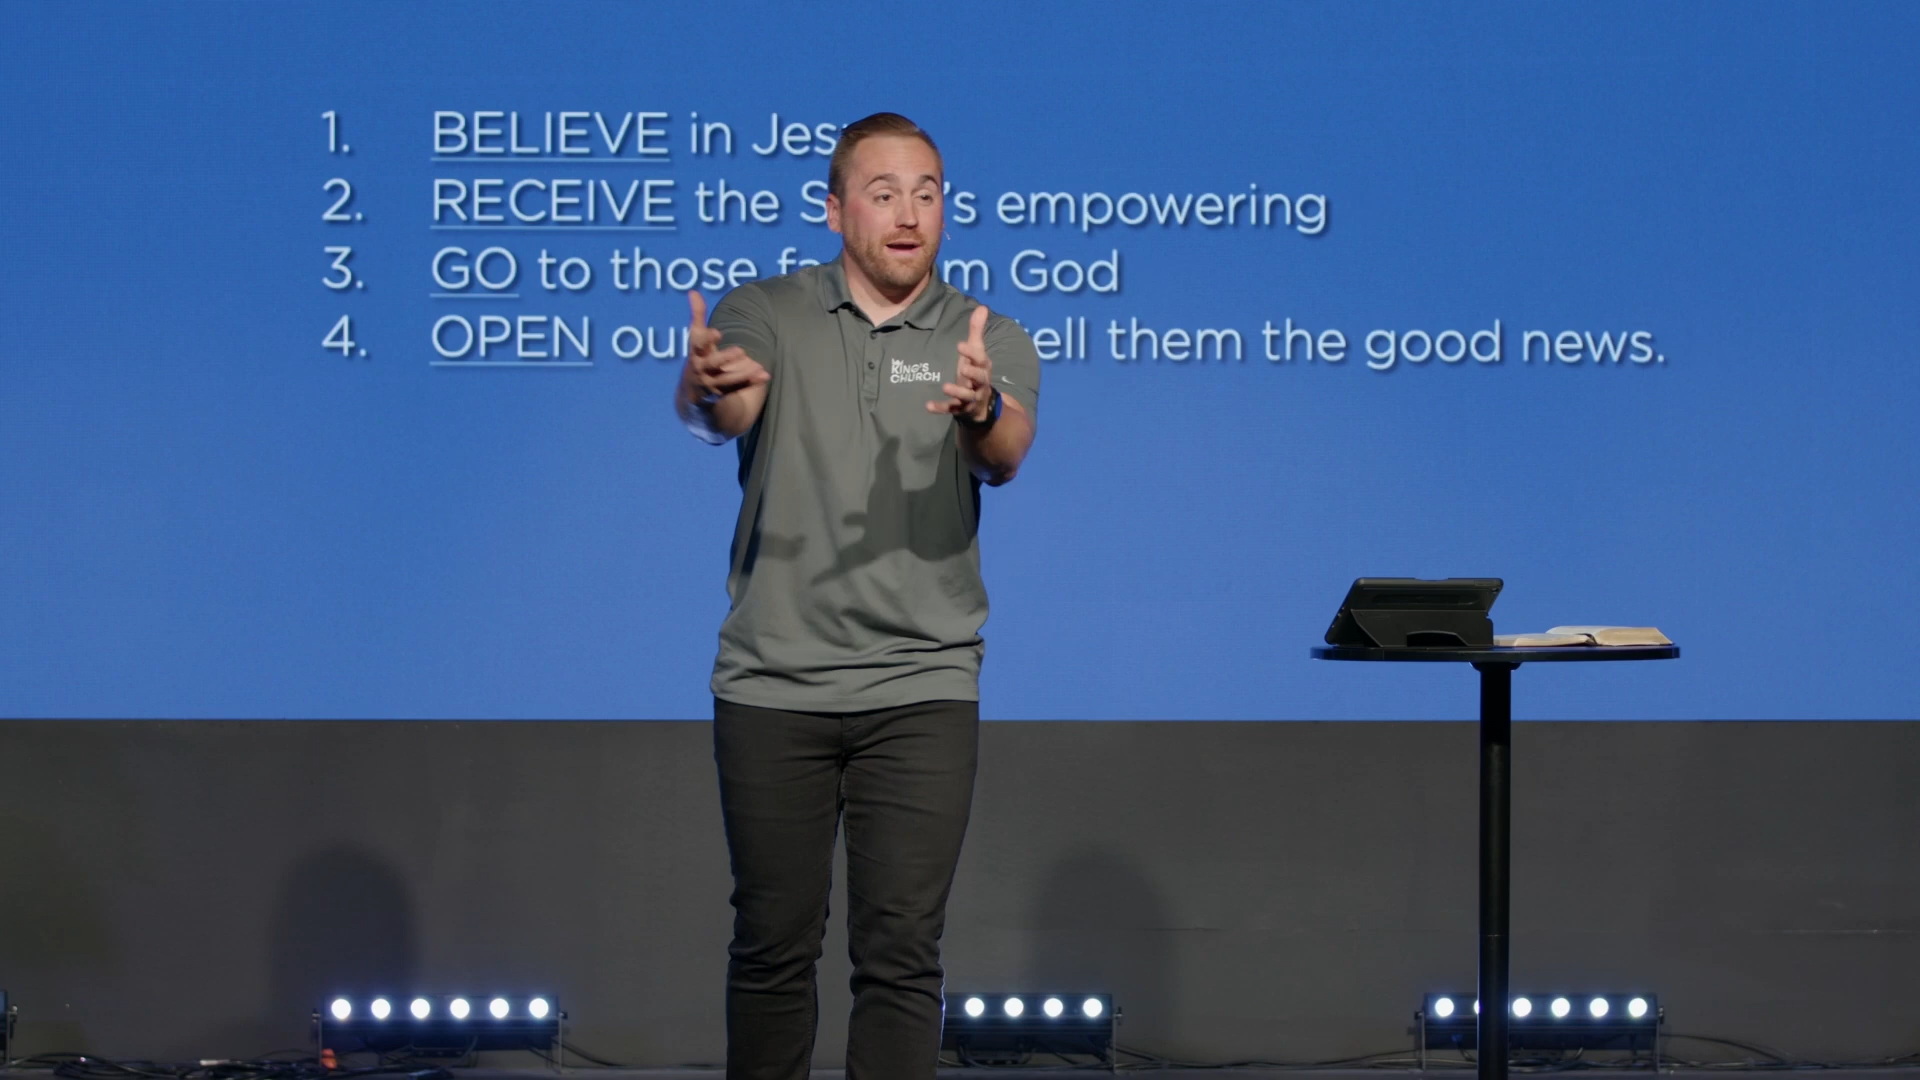 1. BELIEVE in Jes
2. RECEIVE the S 's empowering
3. GO to those fa m God
4. OPEN our ell them the good news.
KING'S
CHURCH